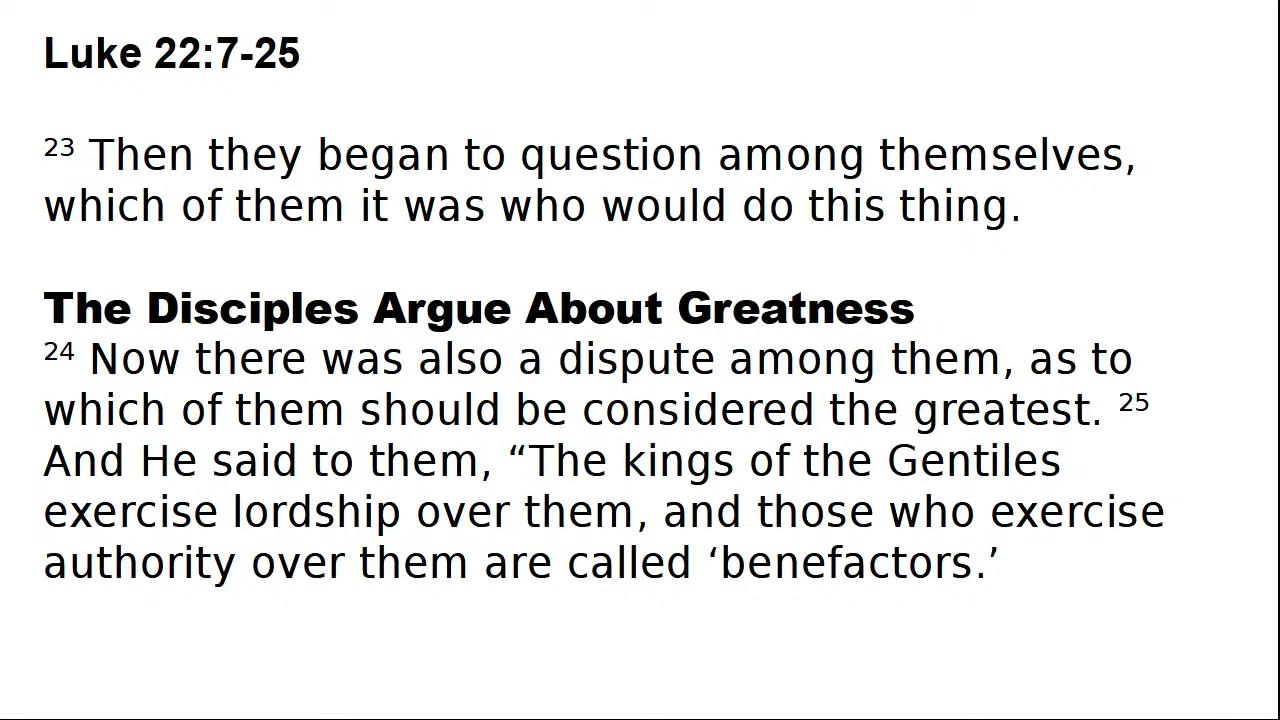 Luke 22:7-25
23 Then they began to question among themselves,
which of them it was who would do this thing.
The Disciples Argue About Greatness
24 Now there was also a dispute among them, as to
which of them should be considered the greatest. 25
And He said to them, “The kings of the Gentiles
exercise lordship over them, and those who exercise
authority over them are called ‘benefactors.’